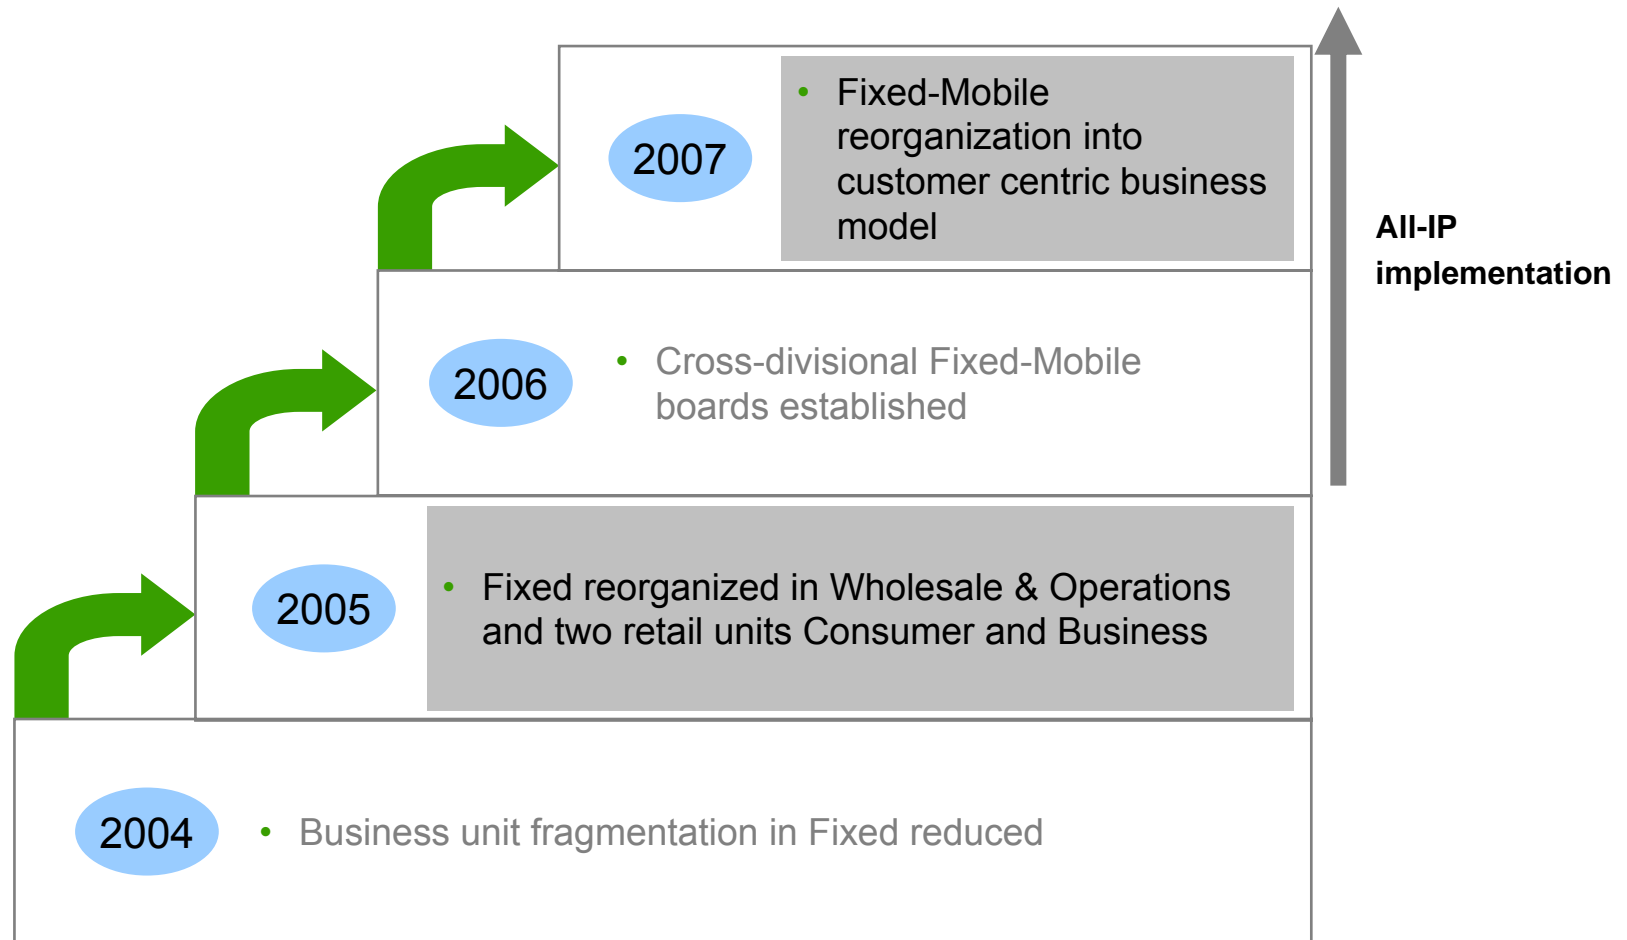 2007
• Fixed-Mobile
reorganization into
customer centric business
model
All-IP
implementation
2006
• Cross-divisional Fixed-Mobile
boards established
2005
• Fixed reorganized in Wholesale & Operations
and two retail units Consumer and Business
2004
• Business unit fragmentation in Fixed reduced